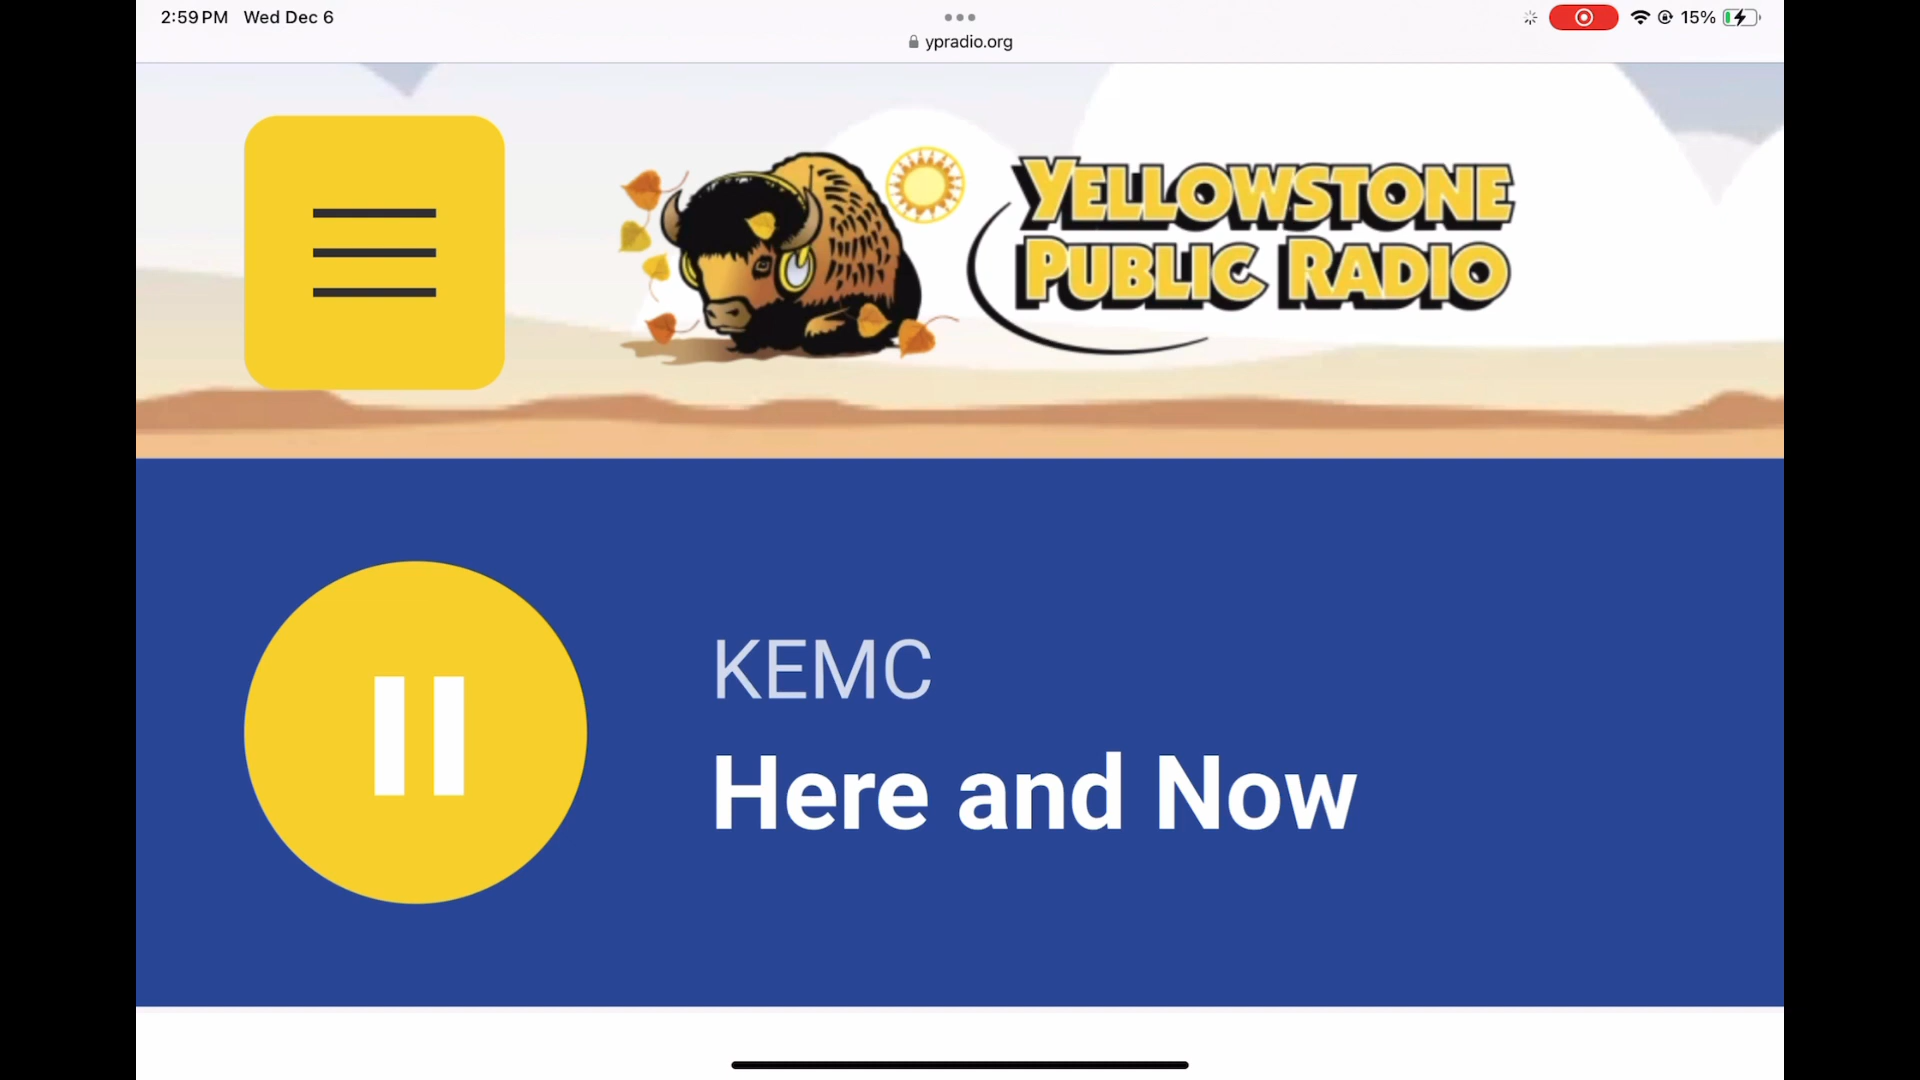 2:59 PM Wed Dec 6
15%
ypradio.org
YELLOWSTONE
PUBLIC RADIO
KEMC
Here and Now